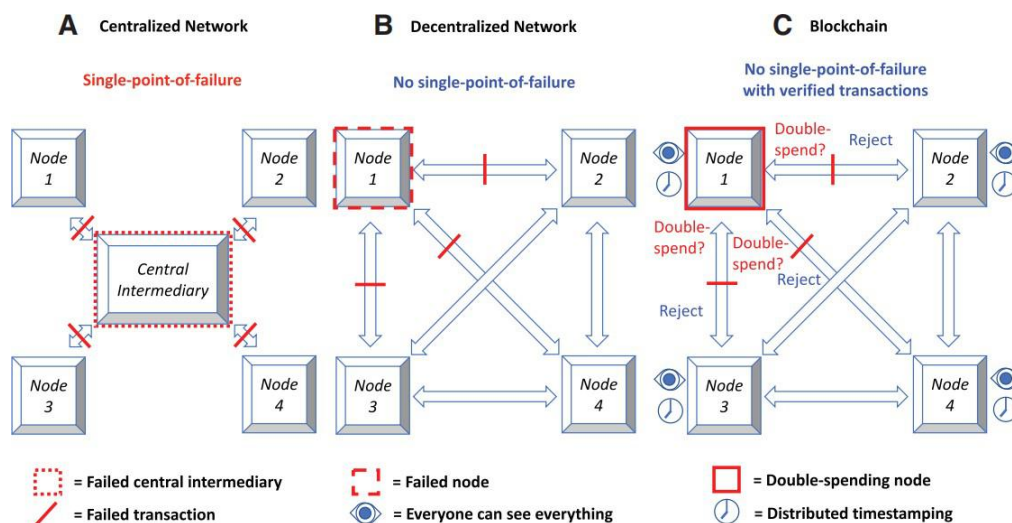 A Centralized Network
Single-point-of-failure
Node
1
Node
2
Central
Intermediary
Node
3
Node
4
B Decentralized Network
No single-point-of-failure
Node
1
Node
2
Node
3
Node
4
C Blockchain
No single-point-of-failure
with verified transactions
Node
1
Double-
spend?
Reject
Node
2
Double-
spend?
Double-
spend?
Reject
Reject
Node
3
Node
4
= Failed central intermediary
= Failed transaction
= Failed node
= Everyone can see everything
= Double-spending node
= Distributed timestamping